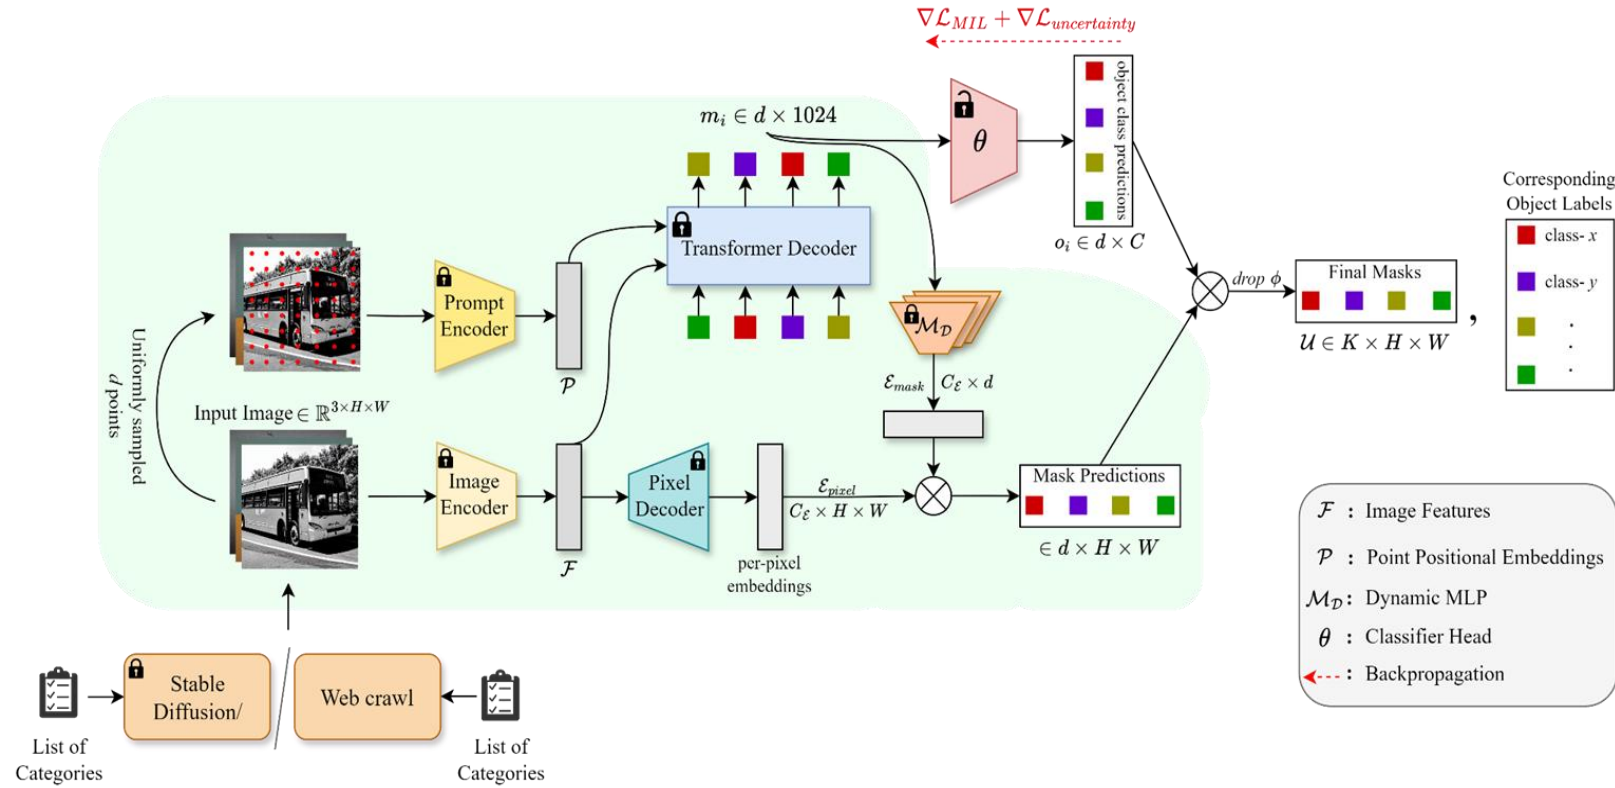 ∇ℒ_MIL + ∇ℒ_uncertainty
m_i ∈ d × 1024
θ
object class predictions
o_i ∈ d × C
Transformer Decoder
Prompt
Encoder
𝒫
Uniformly sampled
d points
Input Image ∈ ℝ^{3×H×W}
Image
Encoder
ℱ
Pixel
Decoder
per-pixel
embeddings
ℰ_pixel
C_ℰ × H × W
ℳ_𝒟
ℰ_mask
C_ℰ × d
Mask Predictions
∈ d × H × W
drop ϕ
Final Masks
𝒰 ∈ K × H × W
,
Corresponding
Object Labels
class- x
class- y
.
.
.
ℱ : Image Features
𝒫 : Point Positional Embeddings
ℳ_𝒟 : Dynamic MLP
θ : Classifier Head
: Backpropagation
Stable
Diffusion/
Web crawl
List of
Categories
List of
Categories